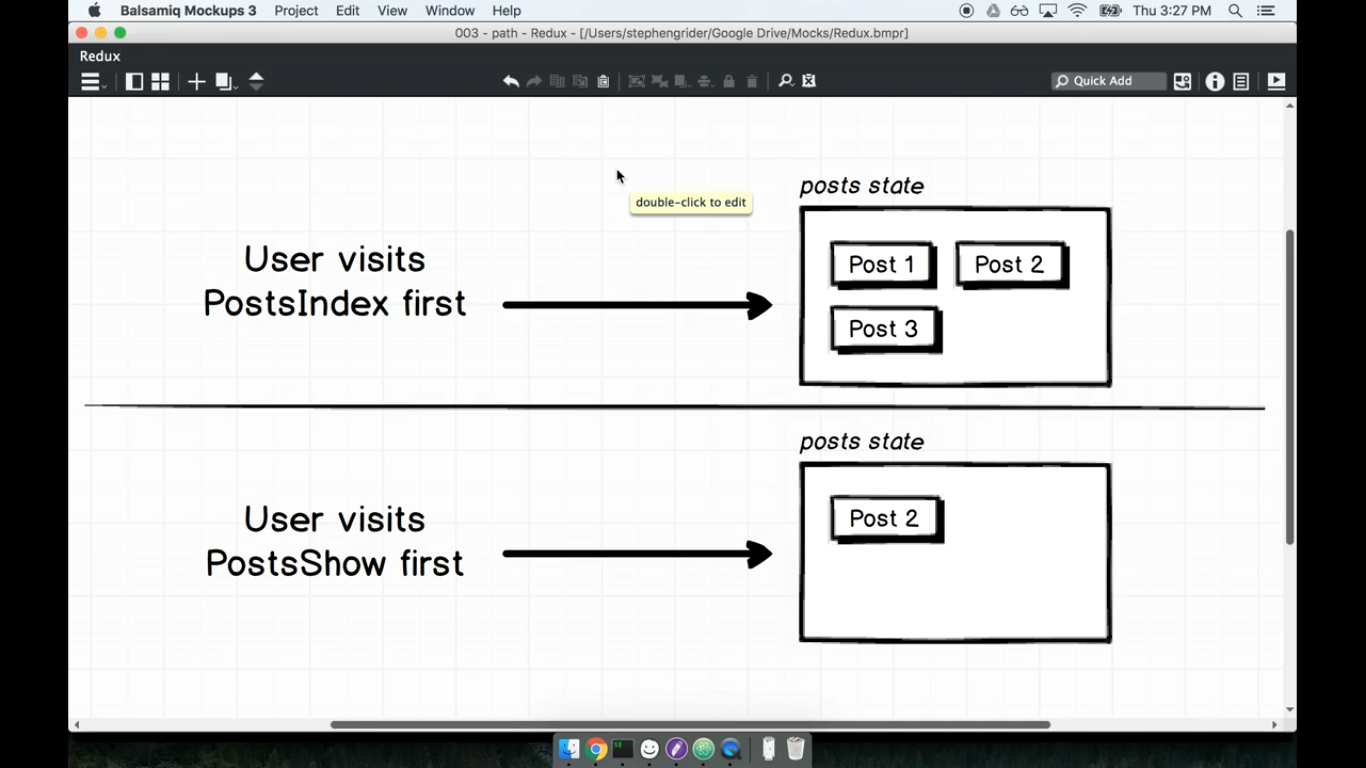 Balsamiq Mockups 3 Project Edit View Window Help Thu 3:27 PM
003 - path - Redux - [/Users/stephengrider/Google Drive/Mocks/Redux.bmpr]
Redux
Quick Add
double-click to edit
posts state
User visits
PostsIndex first
Post 1 Post 2
Post 3
posts state
User visits
PostsShow first
Post 2